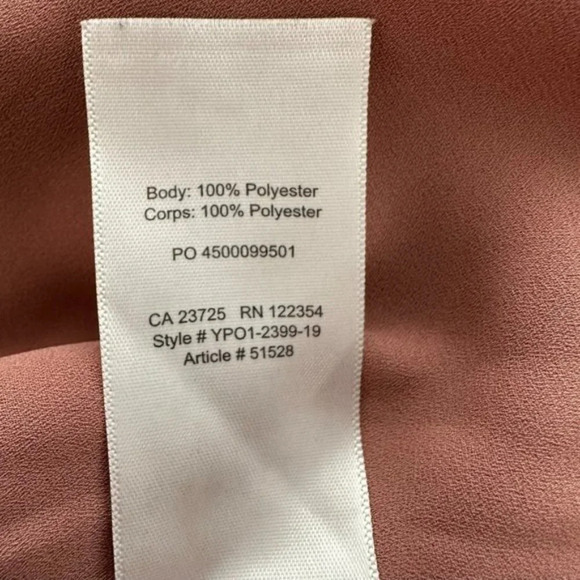 Body: 100% Polyester
Corps: 100% Polyester
PO 4500099501
CA 23725 RN 122354
Style # YPO1-2399-19
Article # 51528